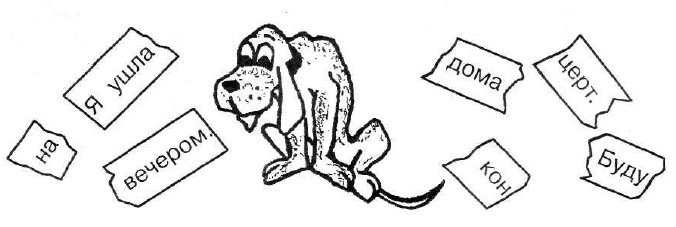 Я ушла
на
вечером.
дома
церт.
кон
Буду